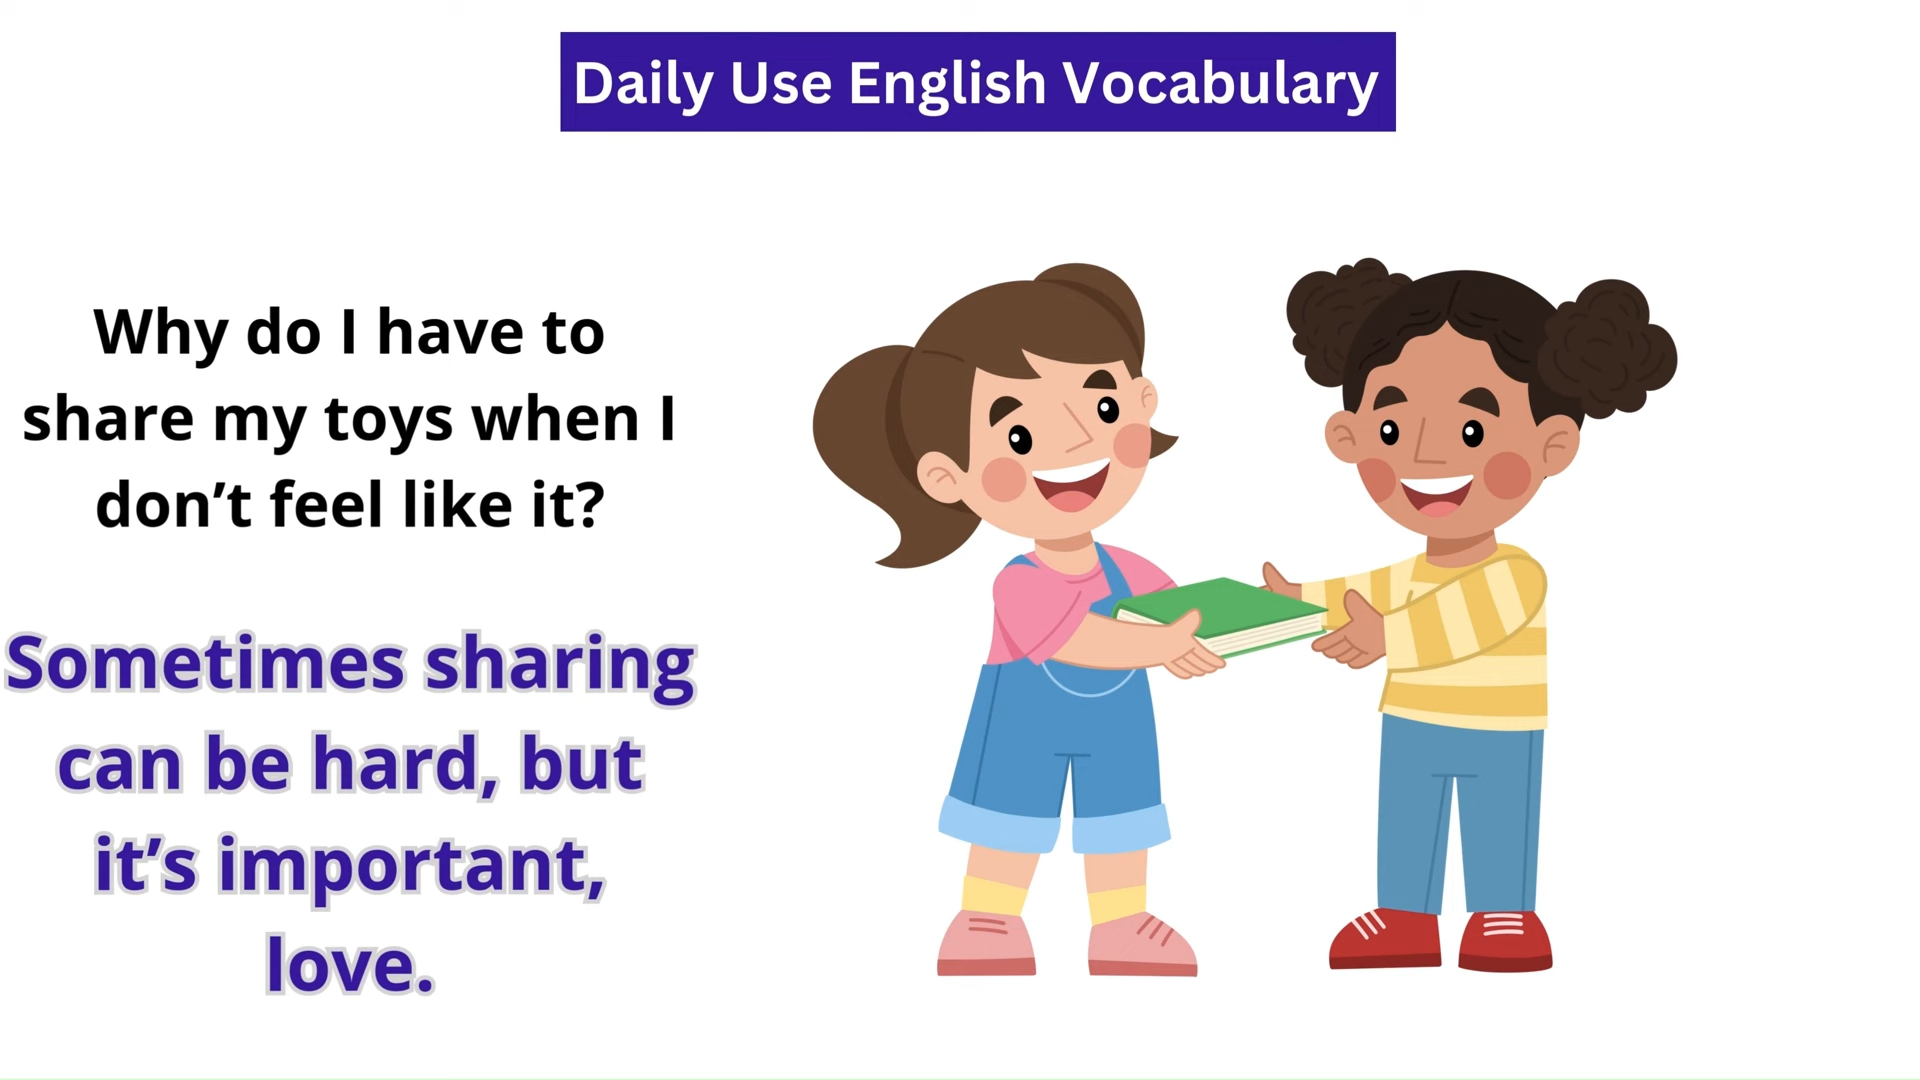 Daily Use English Vocabulary
Why do I have to
share my toys when I
don’t feel like it?
Sometimes sharing
can be hard, but
it’s important,
love.